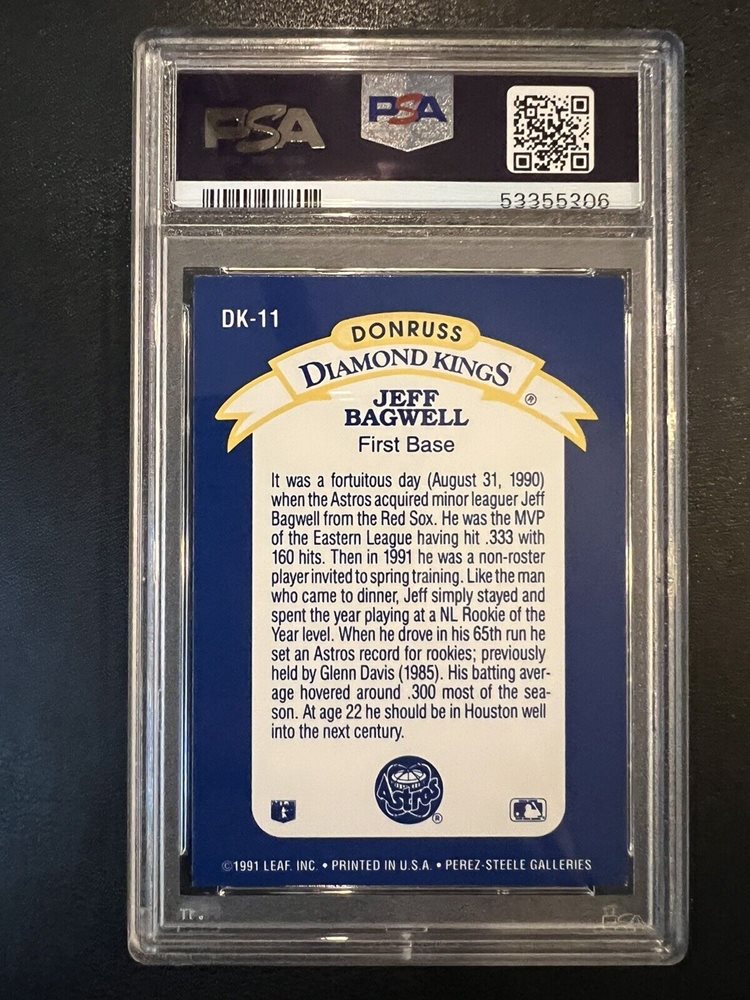 PSA
PSA
53355306
DK-11
DONRUSS
DIAMOND KINGS
®
JEFF
BAGWELL
First Base
It was a fortuitous day (August 31, 1990)
when the Astros acquired minor leaguer Jeff
Bagwell from the Red Sox. He was the MVP
of the Eastern League having hit .333 with
160 hits. Then in 1991 he was a non-roster
player invited to spring training. Like the man
who came to dinner, Jeff simply stayed and
spent the year playing at a NL Rookie of the
Year level. When he drove in his 65th run he
set an Astros record for rookies; previously
held by Glenn Davis (1985). His batting aver-
age hovered around .300 most of the sea-
son. At age 22 he should be in Houston well
into the next century.
Astros
®
©1991 LEAF. INC. • PRINTED IN U.S.A. • PEREZ-STEELE GALLERIES
PSA